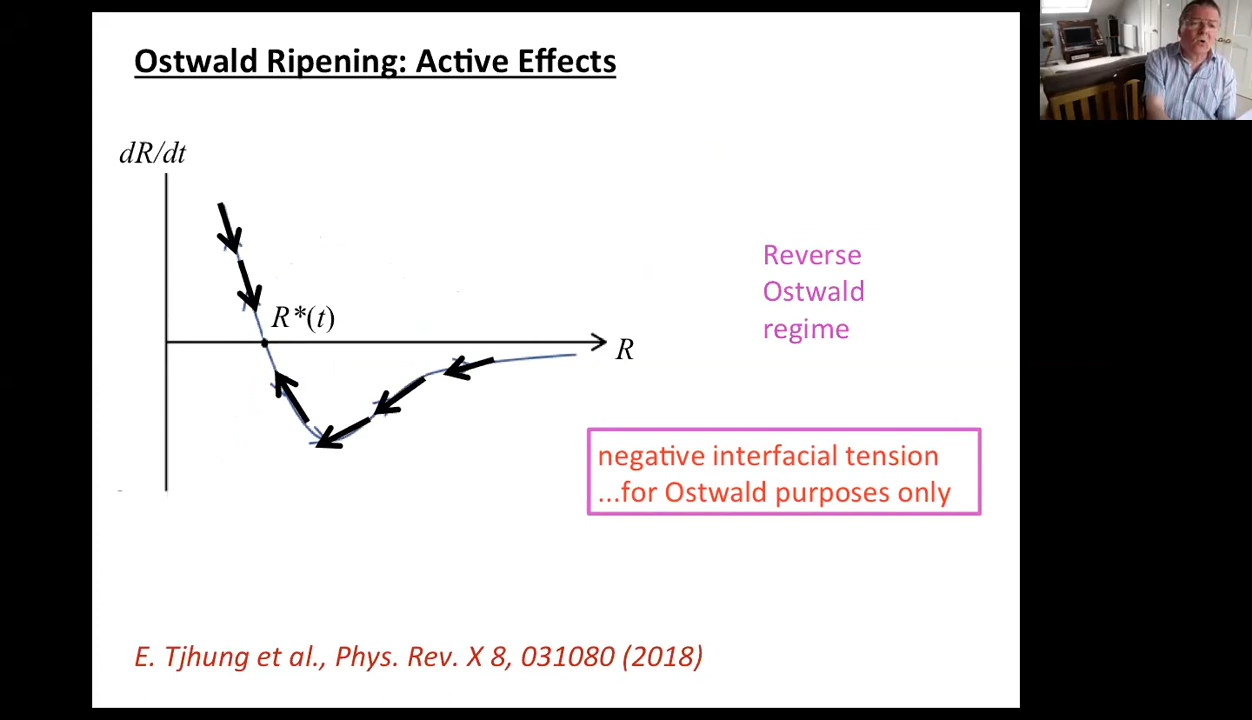 Ostwald Ripening: Active Effects
dR/dt
R*(t)
R
Reverse
Ostwald
regime
negative interfacial tension
...for Ostwald purposes only
E. Tjhung et al., Phys. Rev. X 8, 031080 (2018)